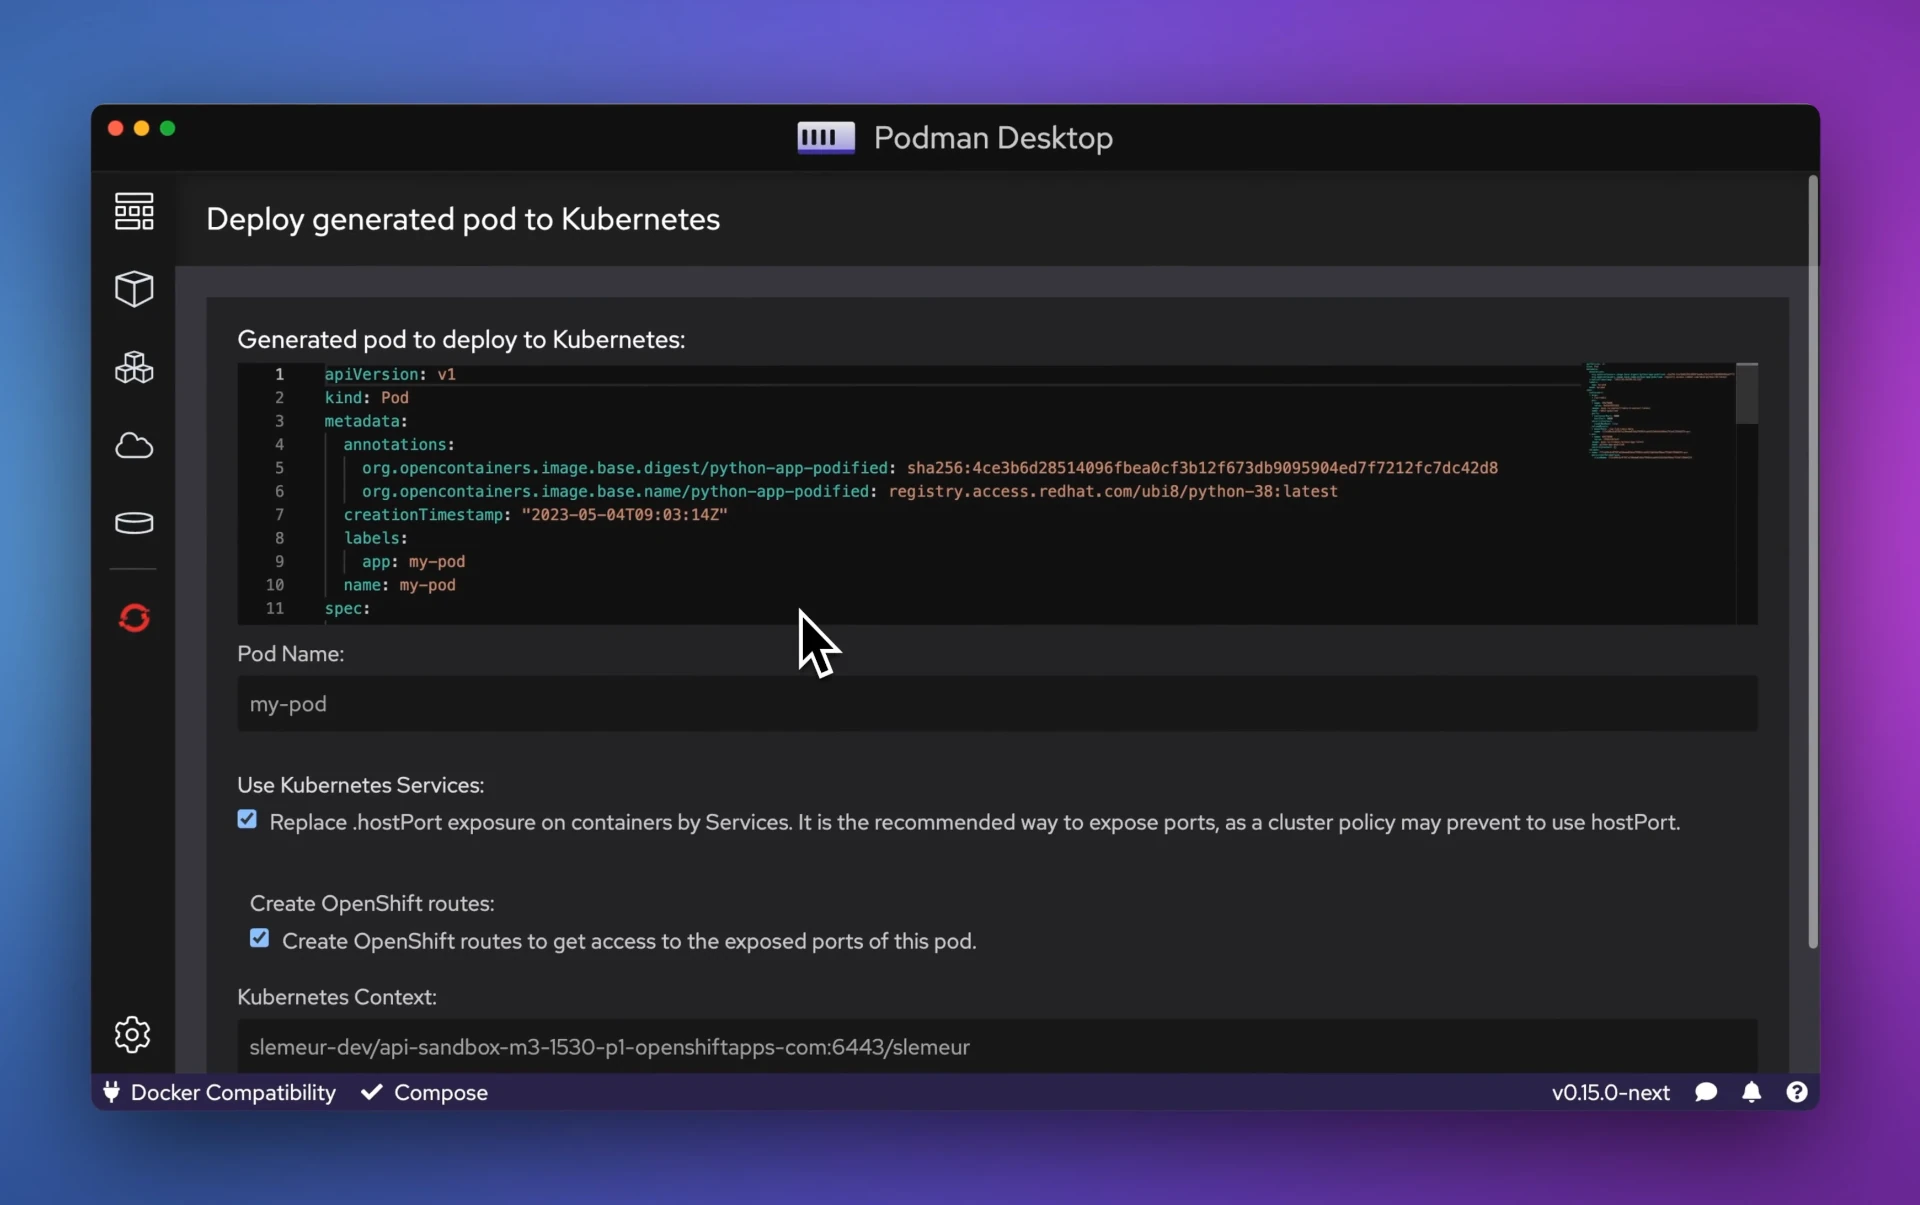 Podman Desktop
Deploy generated pod to Kubernetes
Generated pod to deploy to Kubernetes:
1 apiVersion: v1
2 kind: Pod
3 metadata:
4 annotations:
5 org.opencontainers.image.base.digest/python-app-podified: sha256:4ce3b6d28514096fbea0cf3b12f673db9095904ed7f7212fc7dc42d8
6 org.opencontainers.image.base.name/python-app-podified: registry.access.redhat.com/ubi8/python-38:latest
7 creationTimestamp: "2023-05-04T09:03:14Z"
8 labels:
9 app: my-pod
10 name: my-pod
11 spec:
Pod Name:
my-pod
Use Kubernetes Services:
Replace .hostPort exposure on containers by Services. It is the recommended way to expose ports, as a cluster policy may prevent to use hostPort.
Create OpenShift routes:
Create OpenShift routes to get access to the exposed ports of this pod.
Kubernetes Context:
slemeur-dev/api-sandbox-m3-1530-p1-openshiftapps-com:6443/slemeur
Docker Compatibility Compose v0.15.0-next